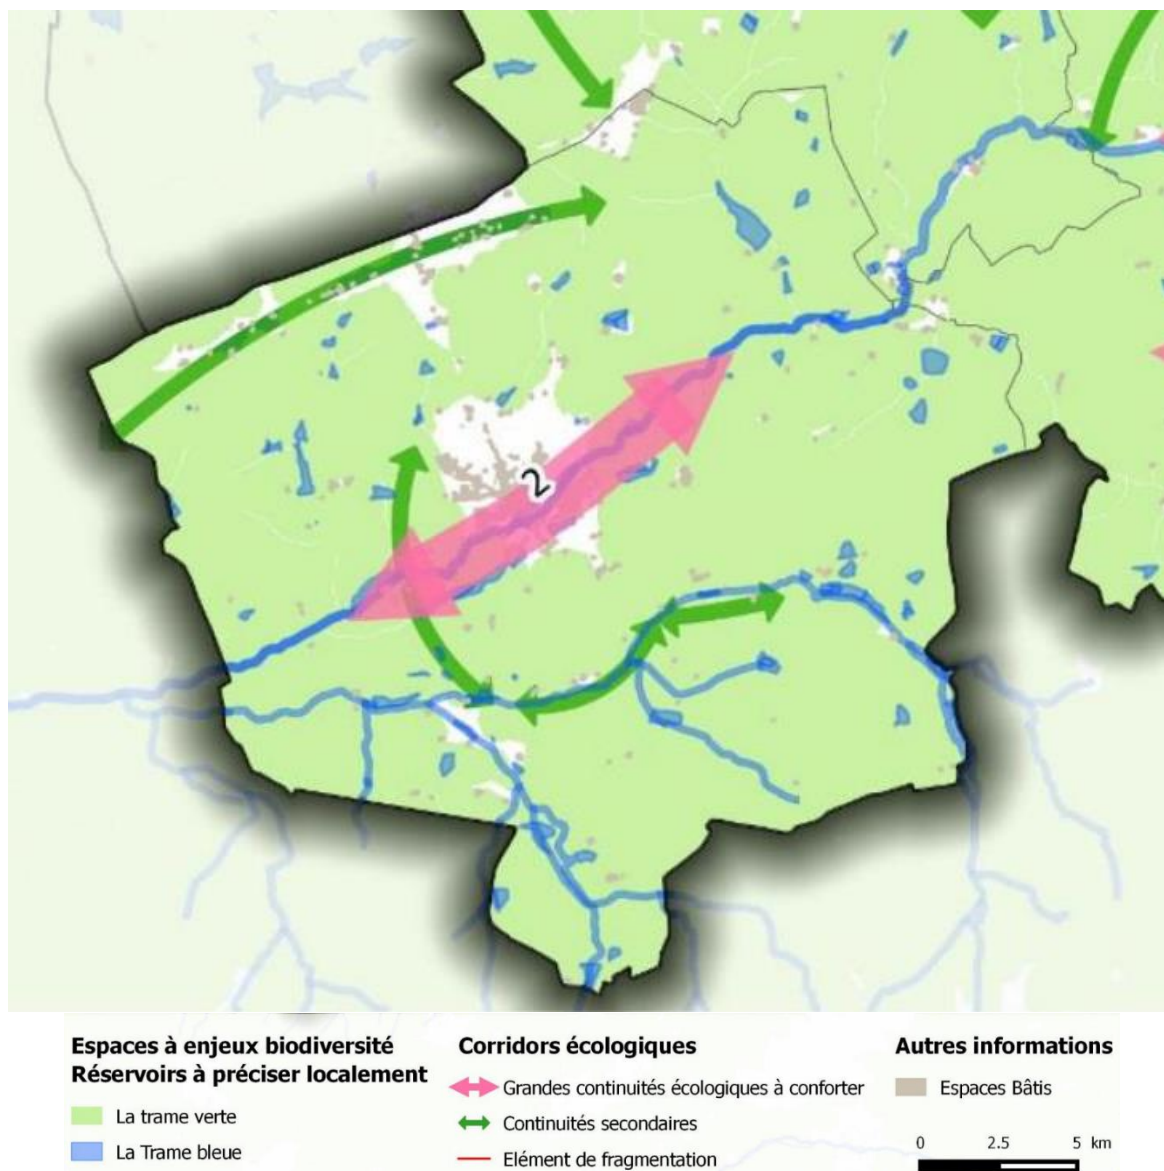 2
Espaces à enjeux biodiversité
Réservoirs à préciser localement
La trame verte
La Trame bleue
Corridors écologiques
Grandes continuités écologiques à conforter
Continuités secondaires
Elément de fragmentation
Autres informations
Espaces Bâtis
0 2.5 5 km